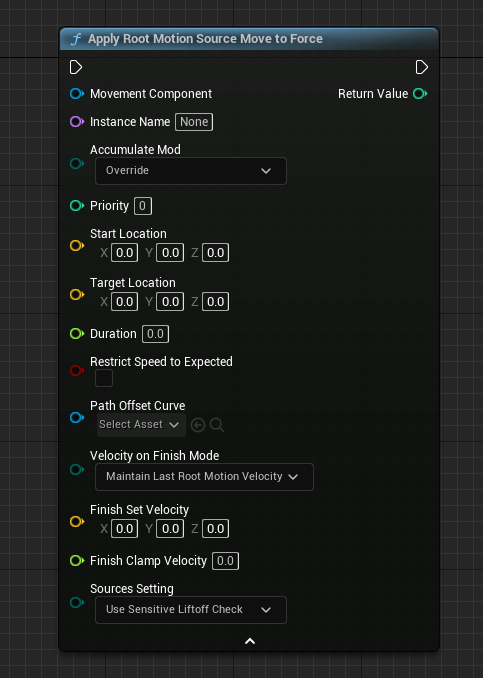 Apply Root Motion Source Move to Force
Movement Component Return Value
Instance Name None
Accumulate Mod
Override
Priority 0
Start Location
X 0.0 Y 0.0 Z 0.0
Target Location
X 0.0 Y 0.0 Z 0.0
Duration 0.0
Restrict Speed to Expected
Path Offset Curve
Select Asset
Velocity on Finish Mode
Maintain Last Root Motion Velocity
Finish Set Velocity
X 0.0 Y 0.0 Z 0.0
Finish Clamp Velocity 0.0
Sources Setting
Use Sensitive Liftoff Check